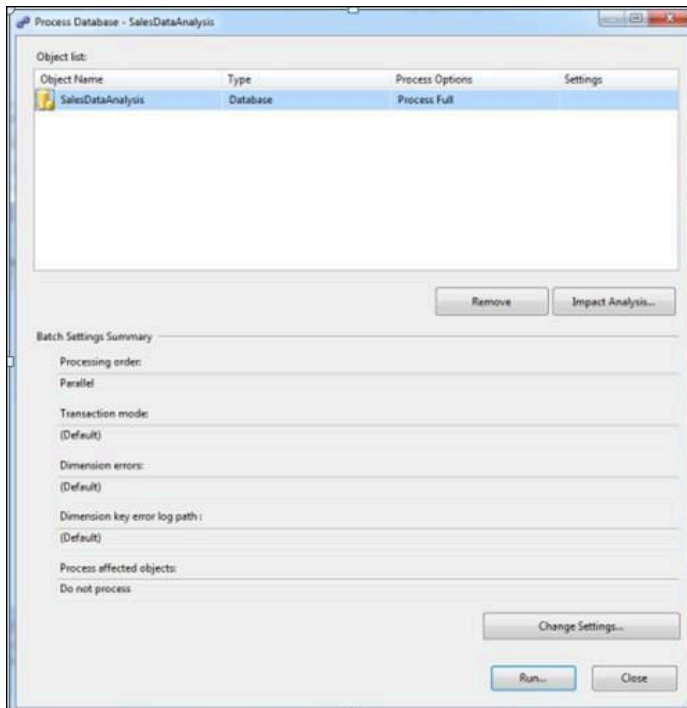 Process Database - SalesDataAnalysis
Object list:
Object Name Type Process Options Settings
SalesDataAnalysis Database Process Full
Remove Impact Analysis...
Batch Settings Summary
Processing order:
Parallel
Transaction mode:
(Default)
Dimension errors:
(Default)
Dimension key error log path :
(Default)
Process affected objects:
Do not process
Change Settings...
Run... Close